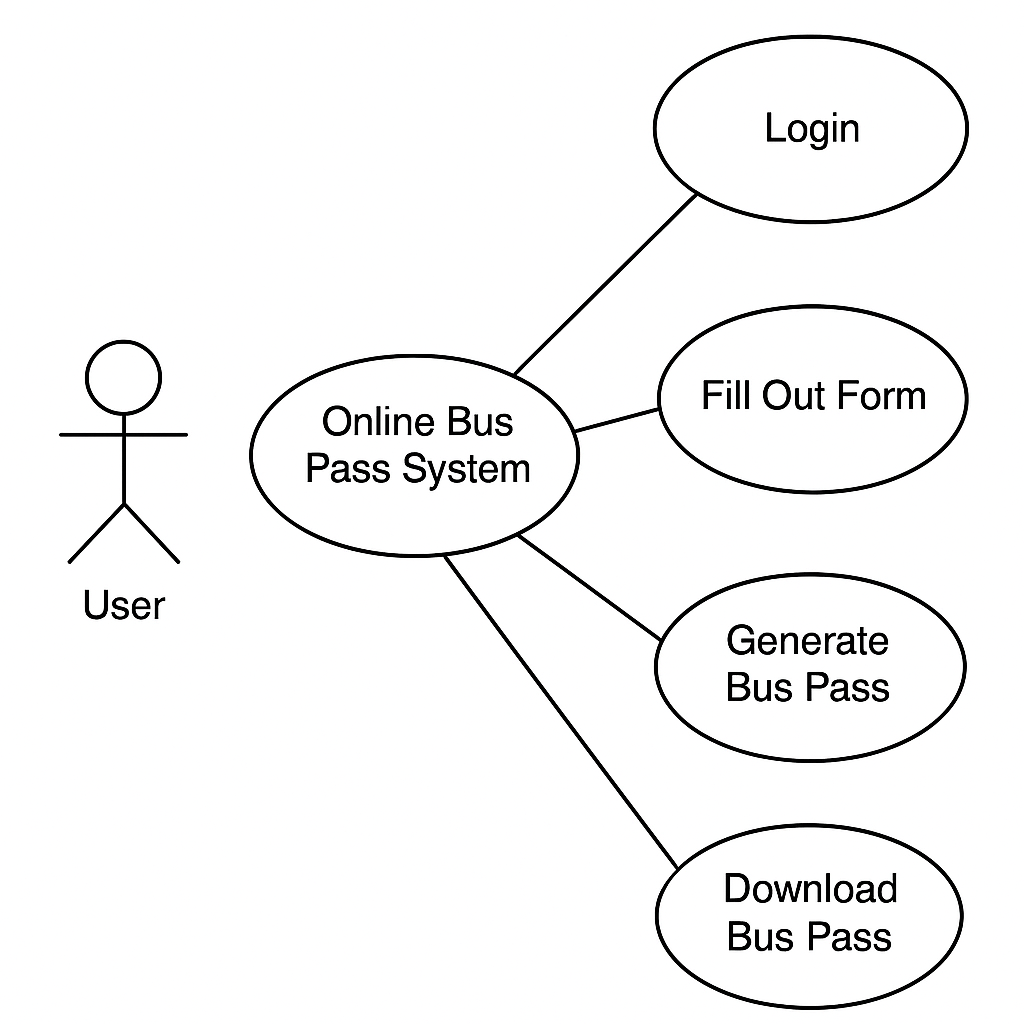 Login
Fill Out Form
Online Bus
Pass System
User
Generate
Bus Pass
Download
Bus Pass